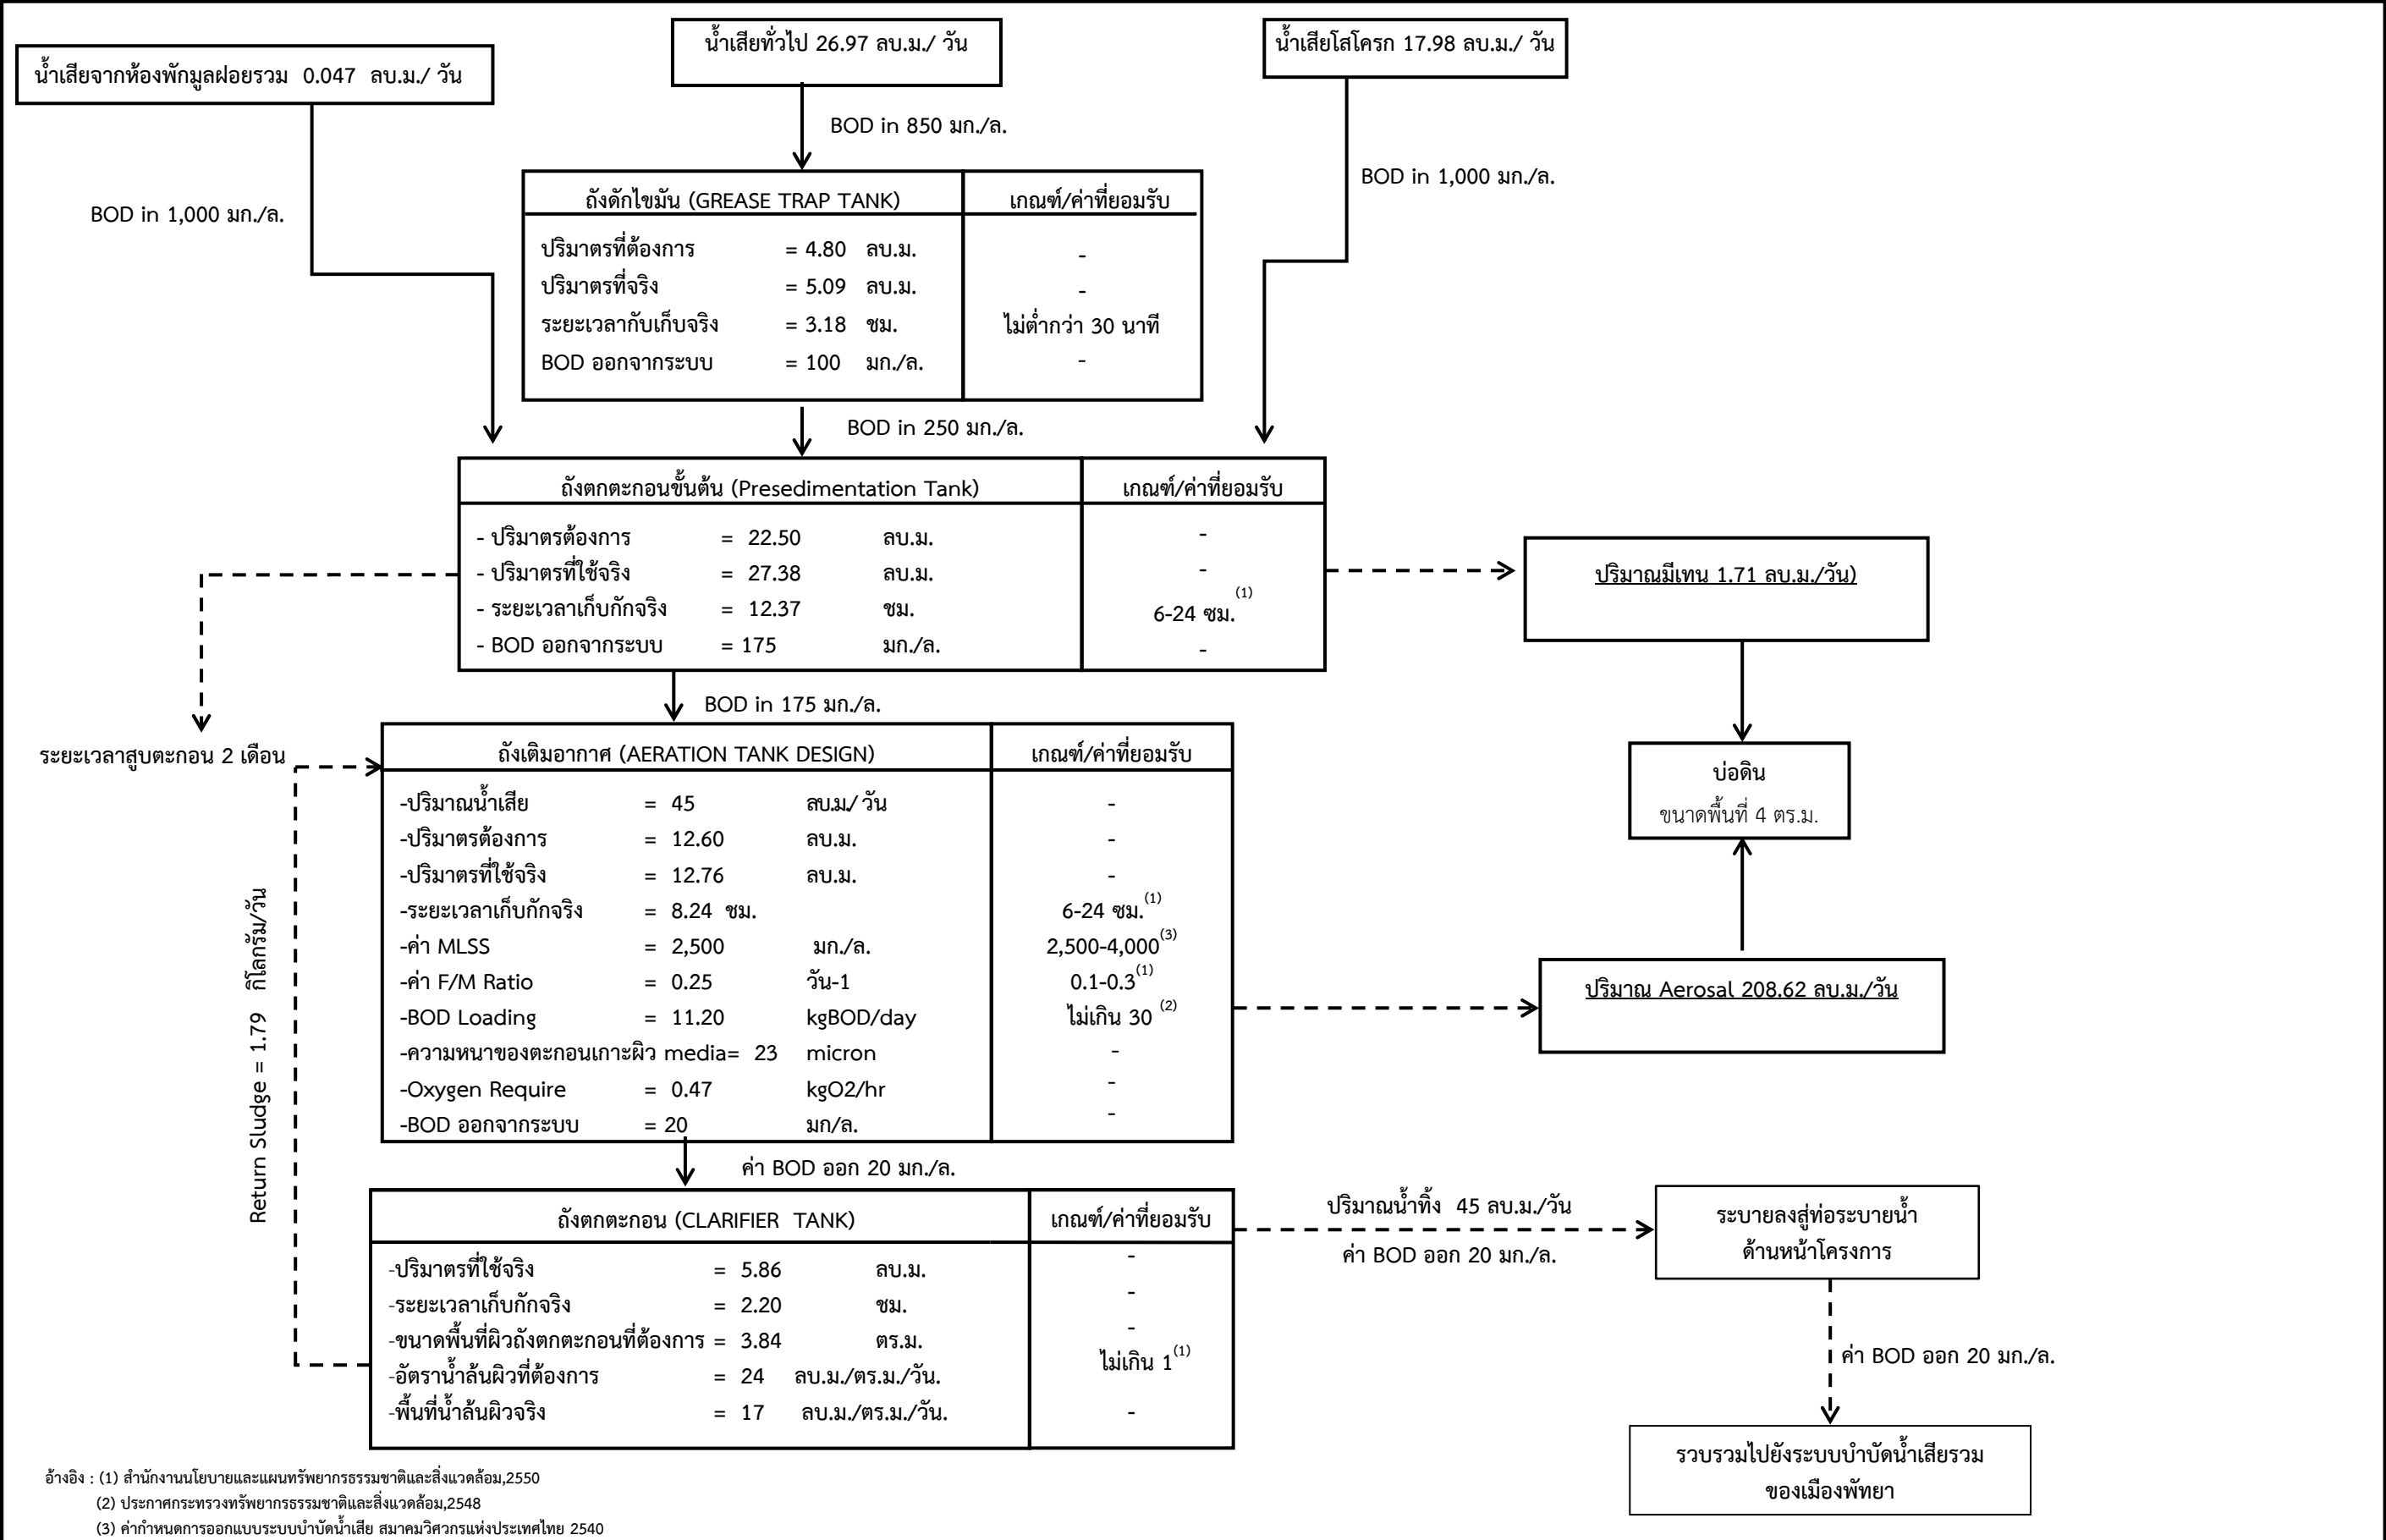 น้ำเสียจากห้องพักมูลฝอยรวม 0.047 ลบ.ม./ วัน
น้ำเสียทั่วไป 26.97 ลบ.ม./ วัน
น้ำเสียโสโครก 17.98 ลบ.ม./ วัน
BOD in 850 มก./ล.
BOD in 1,000 มก./ล.
BOD in 1,000 มก./ล.
ถังดักไขมัน (GREASE TRAP TANK) เกณฑ์/ค่าที่ยอมรับ
ปริมาตรที่ต้องการ = 4.80 ลบ.ม. -
ปริมาตรที่จริง = 5.09 ลบ.ม. -
ระยะเวลากับเก็บจริง = 3.18 ชม. ไม่ต่ำกว่า 30 นาที
BOD ออกจากระบบ = 100 มก./ล. -
BOD in 250 มก./ล.
ถังตกตะกอนขั้นต้น (Presedimentation Tank) เกณฑ์/ค่าที่ยอมรับ
- ปริมาตรต้องการ = 22.50 ลบ.ม. -
- ปริมาตรที่ใช้จริง = 27.38 ลบ.ม. -
- ระยะเวลาเก็บกักจริง = 12.37 ชม. 6-24 ซม.(1)
- BOD ออกจากระบบ = 175 มก./ล. -
ปริมาณมีเทน 1.71 ลบ.ม./วัน)
BOD in 175 มก./ล.
ระยะเวลาสูบตะกอน 2 เดือน
บ่อดิน
ขนาดพื้นที่ 4 ตร.ม.
ถังเติมอากาศ (AERATION TANK DESIGN) เกณฑ์/ค่าที่ยอมรับ
-ปริมาณน้ำเสีย = 45 ลบ.ม./ วัน -
-ปริมาตรต้องการ = 12.60 ลบ.ม. -
-ปริมาตรที่ใช้จริง = 12.76 ลบ.ม. -
-ระยะเวลาเก็บกักจริง = 8.24 ชม. 6-24 ซม.(1)
-ค่า MLSS = 2,500 มก./ล. 2,500-4,000(3)
-ค่า F/M Ratio = 0.25 วัน-1 0.1-0.3(1)
-BOD Loading = 11.20 kgBOD/day ไม่เกิน 30 (2)
-ความหนาของตะกอนเกาะผิว media= 23 micron -
-Oxygen Require = 0.47 kgO2/hr -
-BOD ออกจากระบบ = 20 มก/ล. -
Return Sludge = 1.79 กิโลกรัม/วัน
ปริมาณ Aerosal 208.62 ลบ.ม./วัน
ค่า BOD ออก 20 มก./ล.
ถังตกตะกอน (CLARIFIER TANK) เกณฑ์/ค่าที่ยอมรับ
-ปริมาตรที่ใช้จริง = 5.86 ลบ.ม. -
-ระยะเวลาเก็บกักจริง = 2.20 ชม. -
-ขนาดพื้นที่ผิวถังตกตะกอนที่ต้องการ = 3.84 ตร.ม. -
-อัตราน้ำล้นผิวที่ต้องการ = 24 ลบ.ม./ตร.ม./วัน. ไม่เกิน 1(1)
-พื้นที่น้ำล้นผิวจริง = 17 ลบ.ม./ตร.ม./วัน. -
ปริมาณน้ำทิ้ง 45 ลบ.ม./วัน
ค่า BOD ออก 20 มก./ล.
ระบายลงสู่ท่อระบายน้ำ
ด้านหน้าโครงการ
ค่า BOD ออก 20 มก./ล.
รวบรวมไปยังระบบบำบัดน้ำเสียรวม
ของเมืองพัทยา
อ้างอิง : (1) สำนักงานนโยบายและแผนทรัพยากรธรรมชาติและสิ่งแวดล้อม,2550
(2) ประกาศกระทรวงทรัพยากรธรรมชาติและสิ่งแวดล้อม,2548
(3) ค่ากำหนดการออกแบบระบบบำบัดน้ำเสีย สมาคมวิศวกรแห่งประเทศไทย 2540